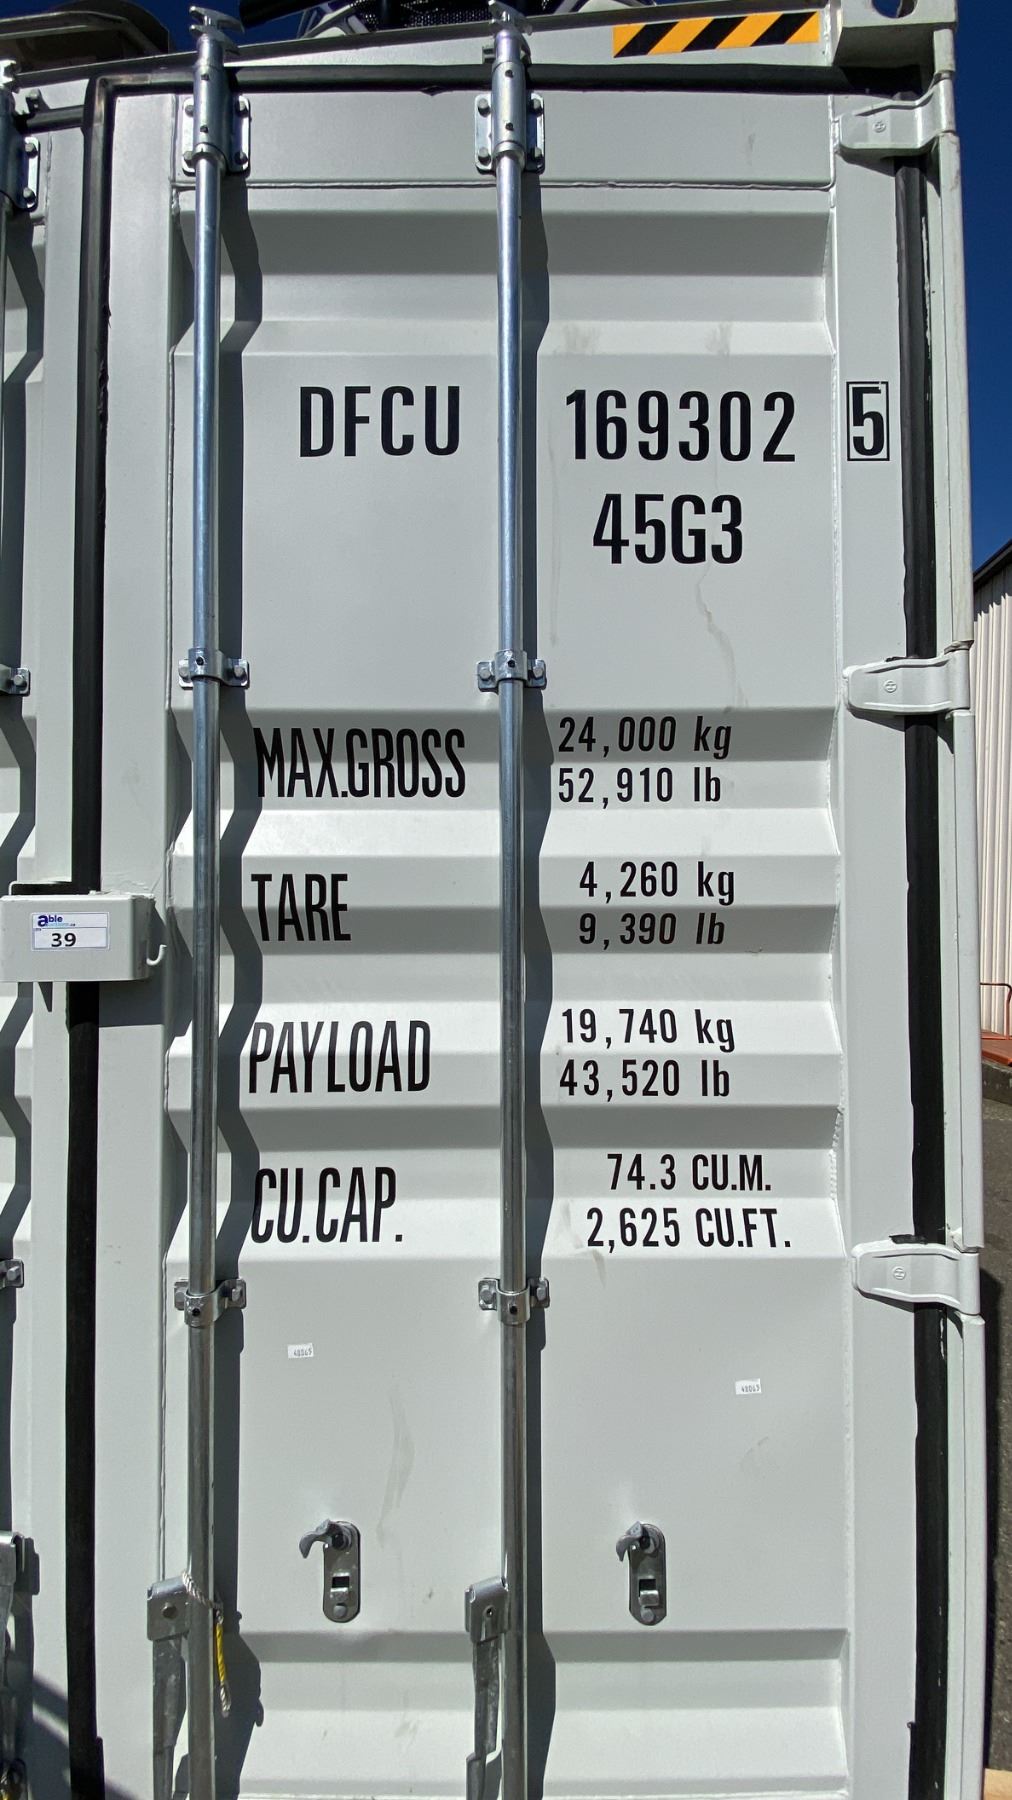 DFCU 169302 5
45G3
MAX.GROSS 24,000 kg
52,910 lb
TARE 4,260 kg
9,390 lb
able
39
PAYLOAD 19,740 kg
43,520 lb
CU.CAP. 74.3 CU.M.
2,625 CU.FT.